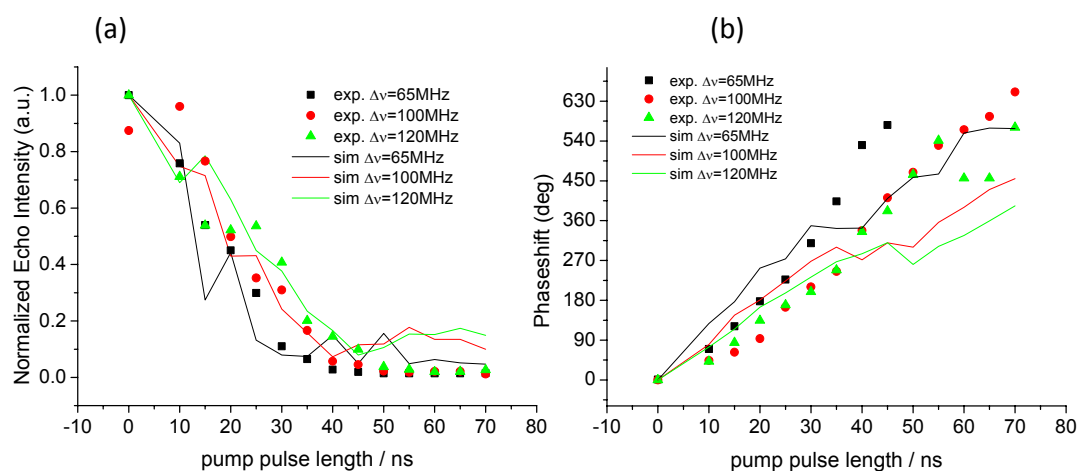 (a)
(b)
Normalized Echo Intensity (a.u.)
1.0
0.8
0.6
0.4
0.2
0.0
-10 0 10 20 30 40 50 60 70 80
pump pulse length / ns
exp. Δν=65MHz
exp. Δν=100MHz
exp. Δν=120MHz
sim Δν=65MHz
sim Δν=100MHz
sim Δν=120MHz
Phaseshift (deg)
630
540
450
360
270
180
90
0
-10 0 10 20 30 40 50 60 70 80
pump pulse length / ns
exp. Δν=65MHz
exp. Δν=100MHz
exp. Δν=120MHz
sim Δν=65MHz
sim Δν=100MHz
sim Δν=120MHz